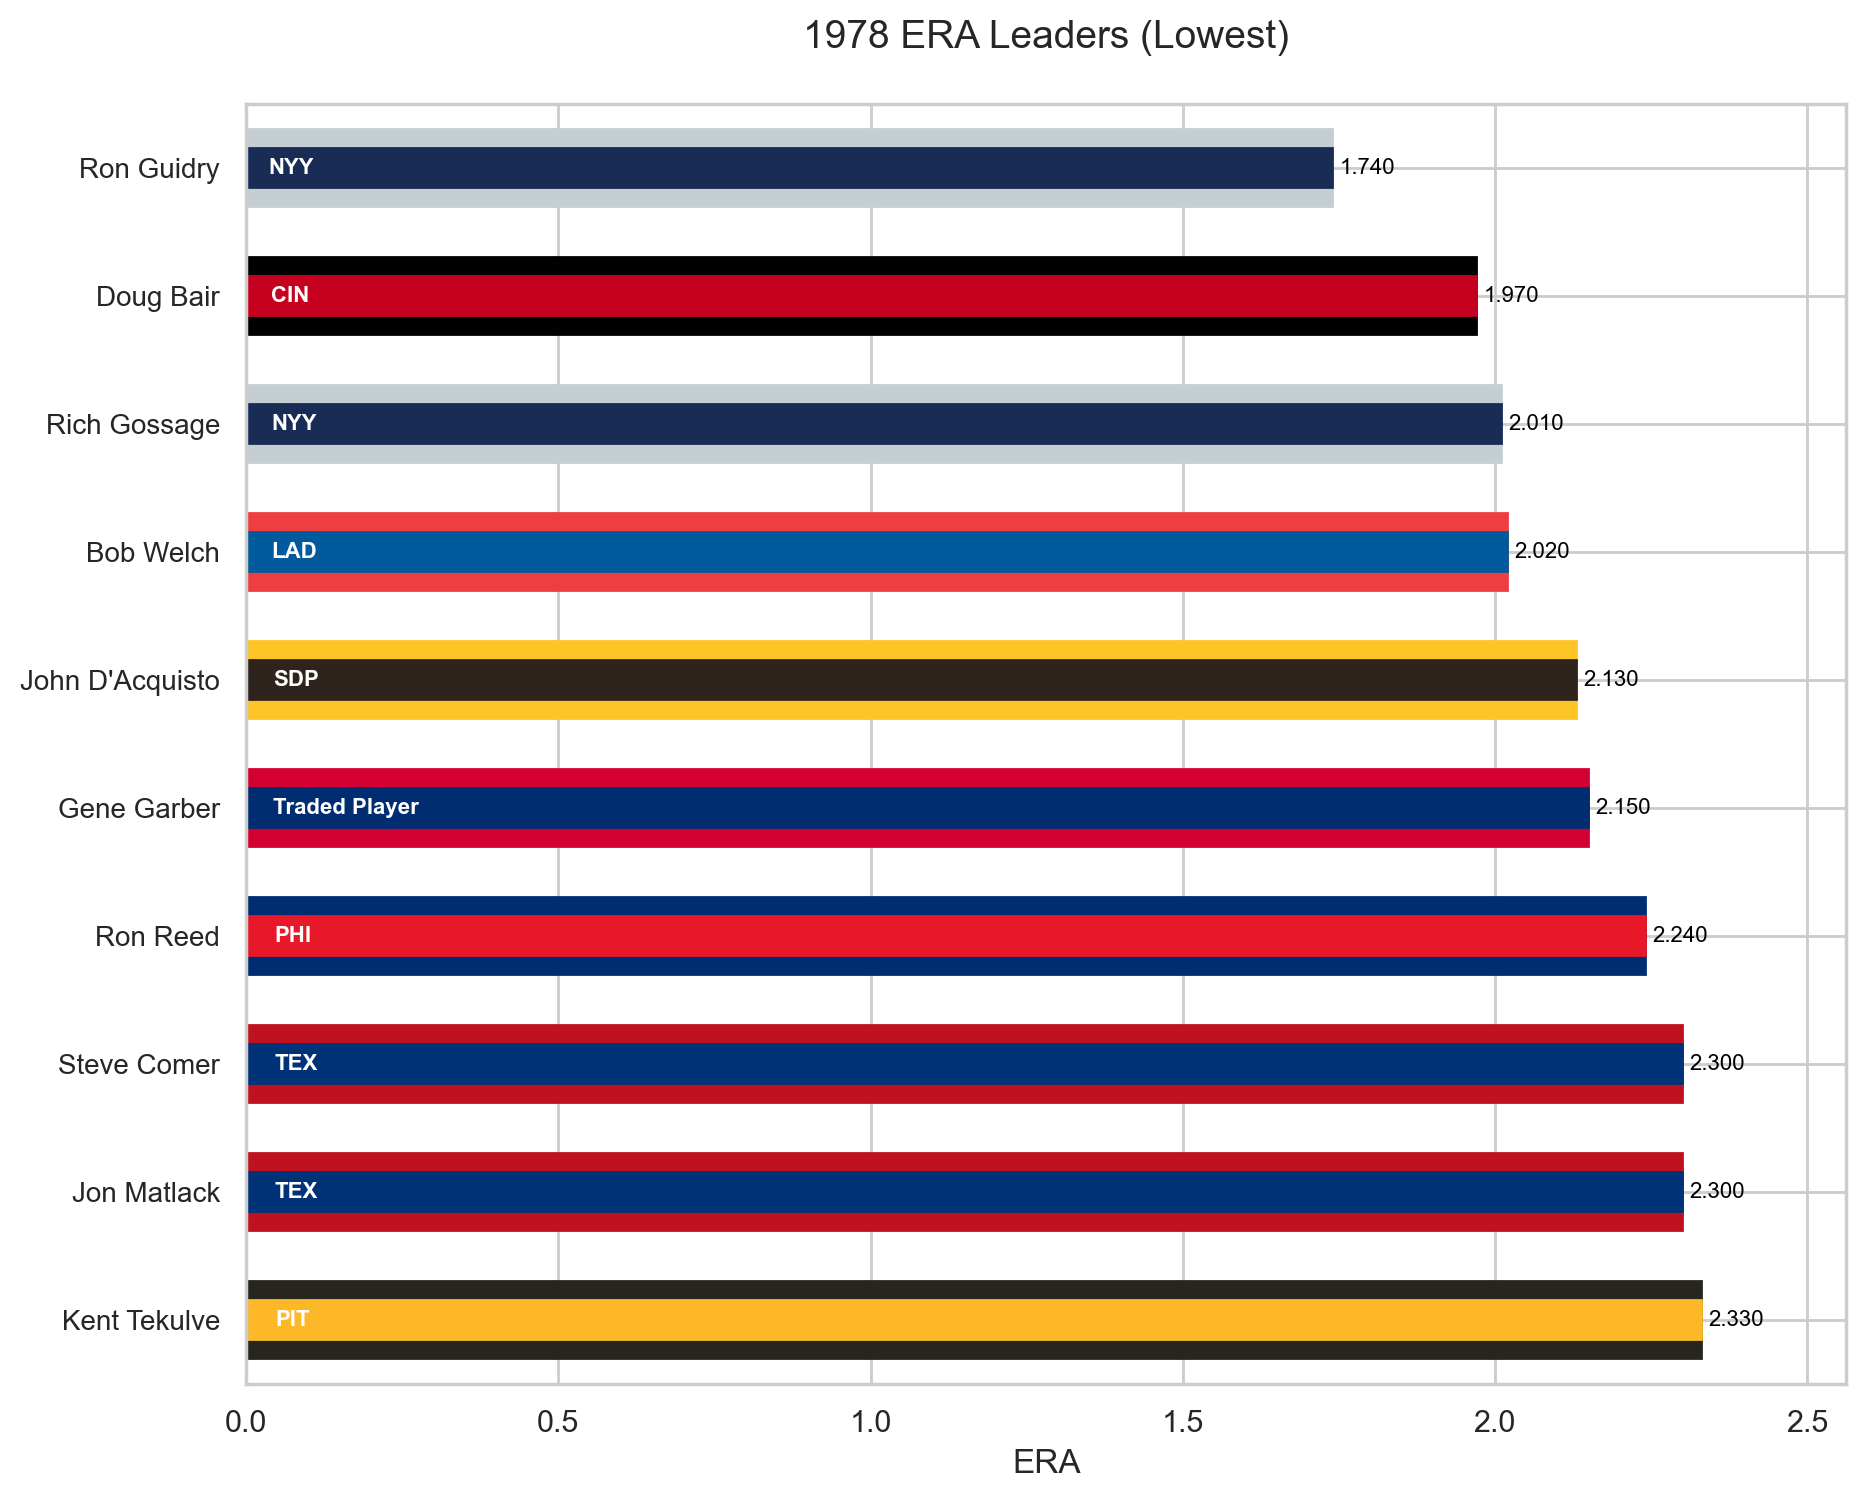 1978 ERA Leaders (Lowest)
Ron Guidry NYY 1.740
Doug Bair CIN 1.970
Rich Gossage NYY 2.010
Bob Welch LAD 2.020
John D'Acquisto SDP 2.130
Gene Garber Traded Player 2.150
Ron Reed PHI 2.240
Steve Comer TEX 2.300
Jon Matlack TEX 2.300
Kent Tekulve PIT 2.330
0.0 0.5 1.0 1.5 2.0 2.5
ERA